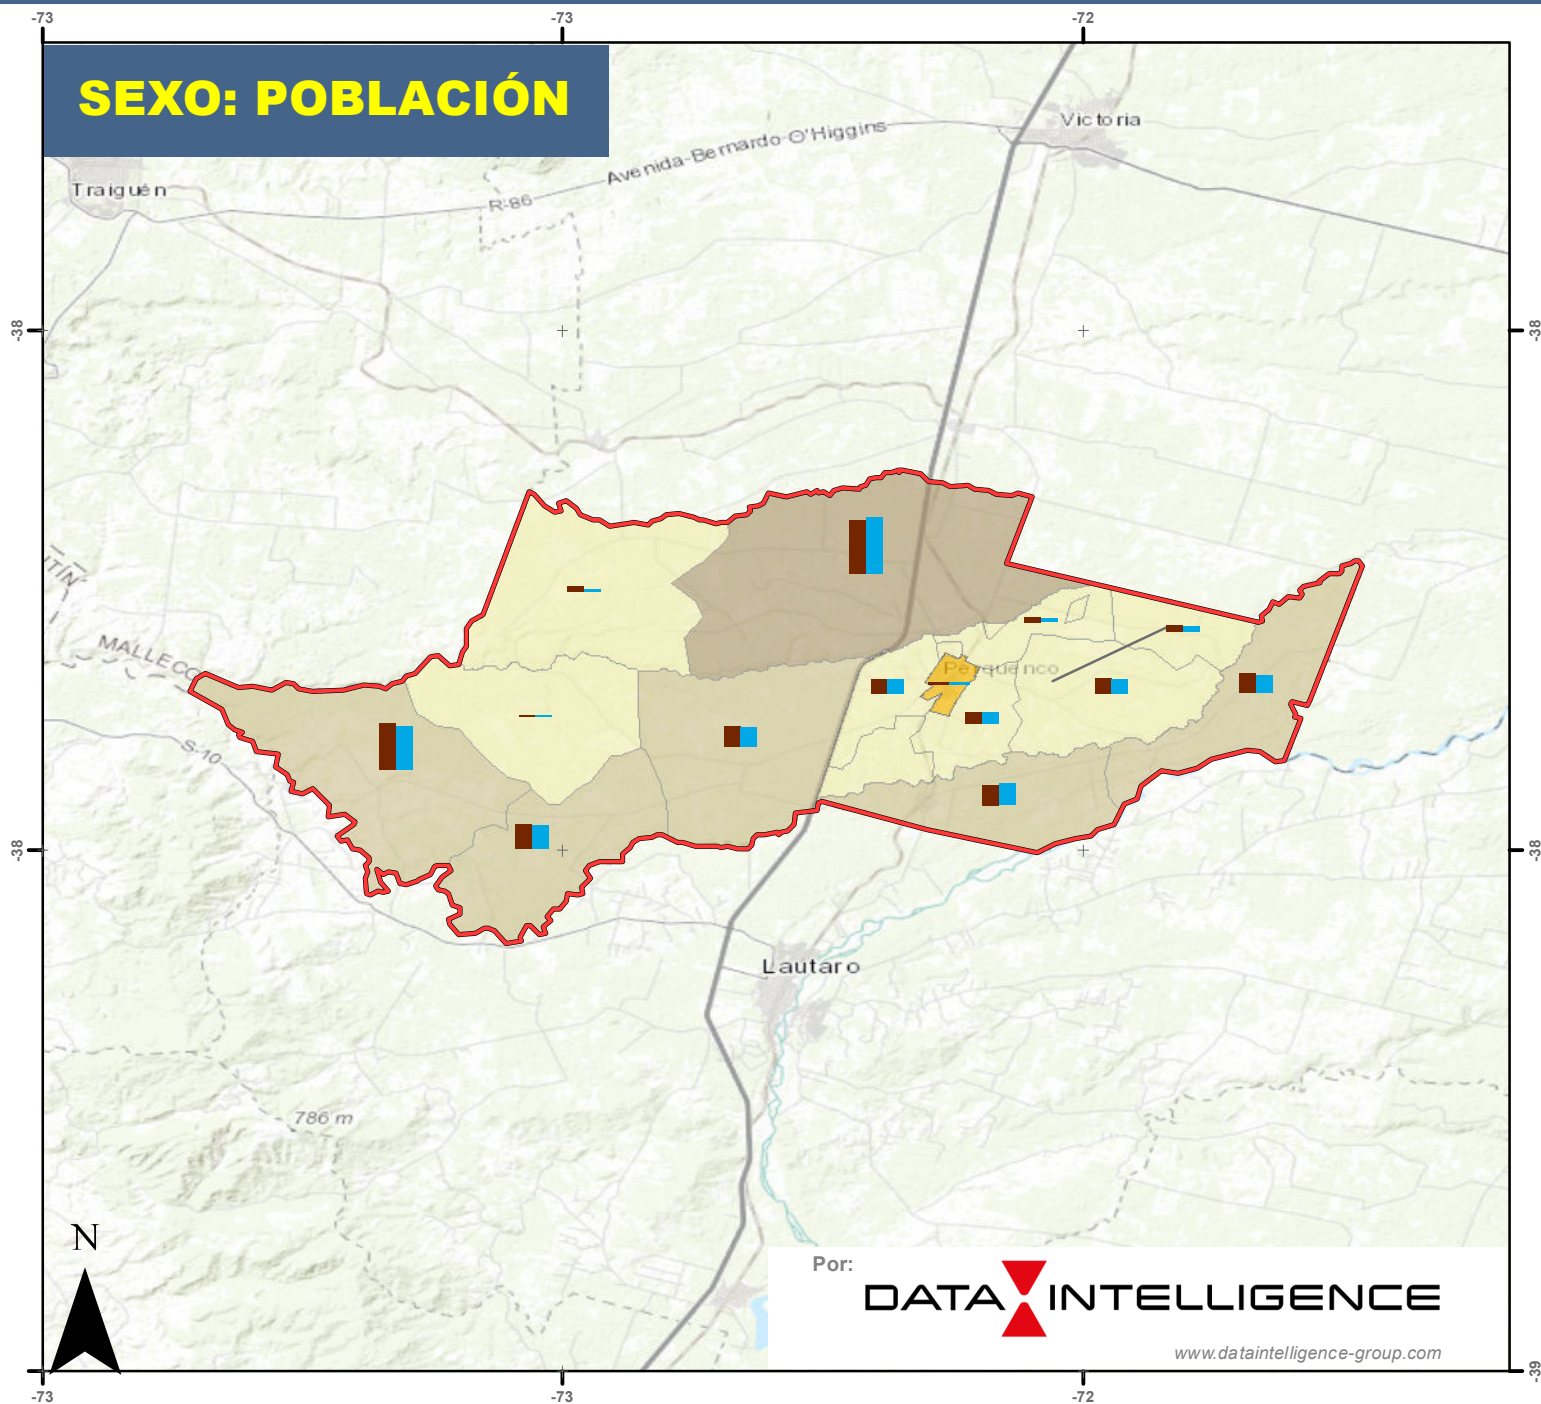 -73
-73
-72
SEXO: POBLACIÓN
Victoria
Avenida-Bernardo-O'Higgins
Traiguén
R-86
-38
-38
Perquenco
MALLECO
S-10
-38
-38
Lautaro
786 m
N
Por:
DATA INTELLIGENCE
www.dataintelligence-group.com
-39
-73
-73
-72